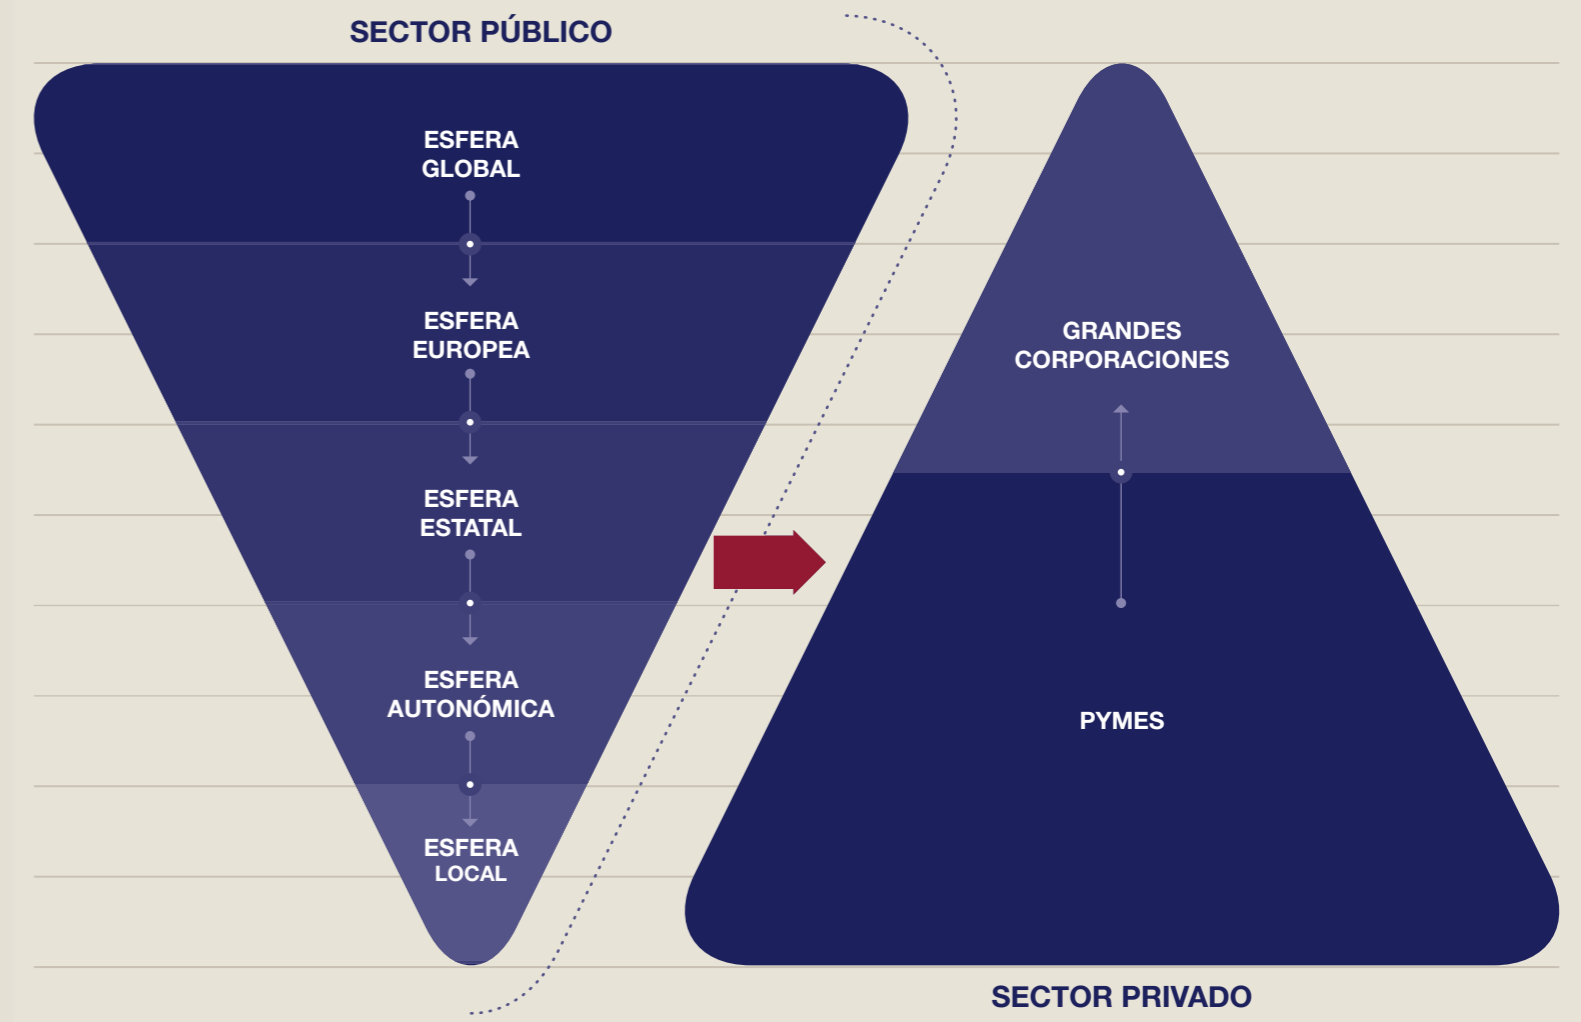 SECTOR PÚBLICO
ESFERA
GLOBAL
ESFERA
EUROPEA
ESFERA
ESTATAL
ESFERA
AUTONÓMICA
ESFERA
LOCAL
GRANDES
CORPORACIONES
PYMES
SECTOR PRIVADO